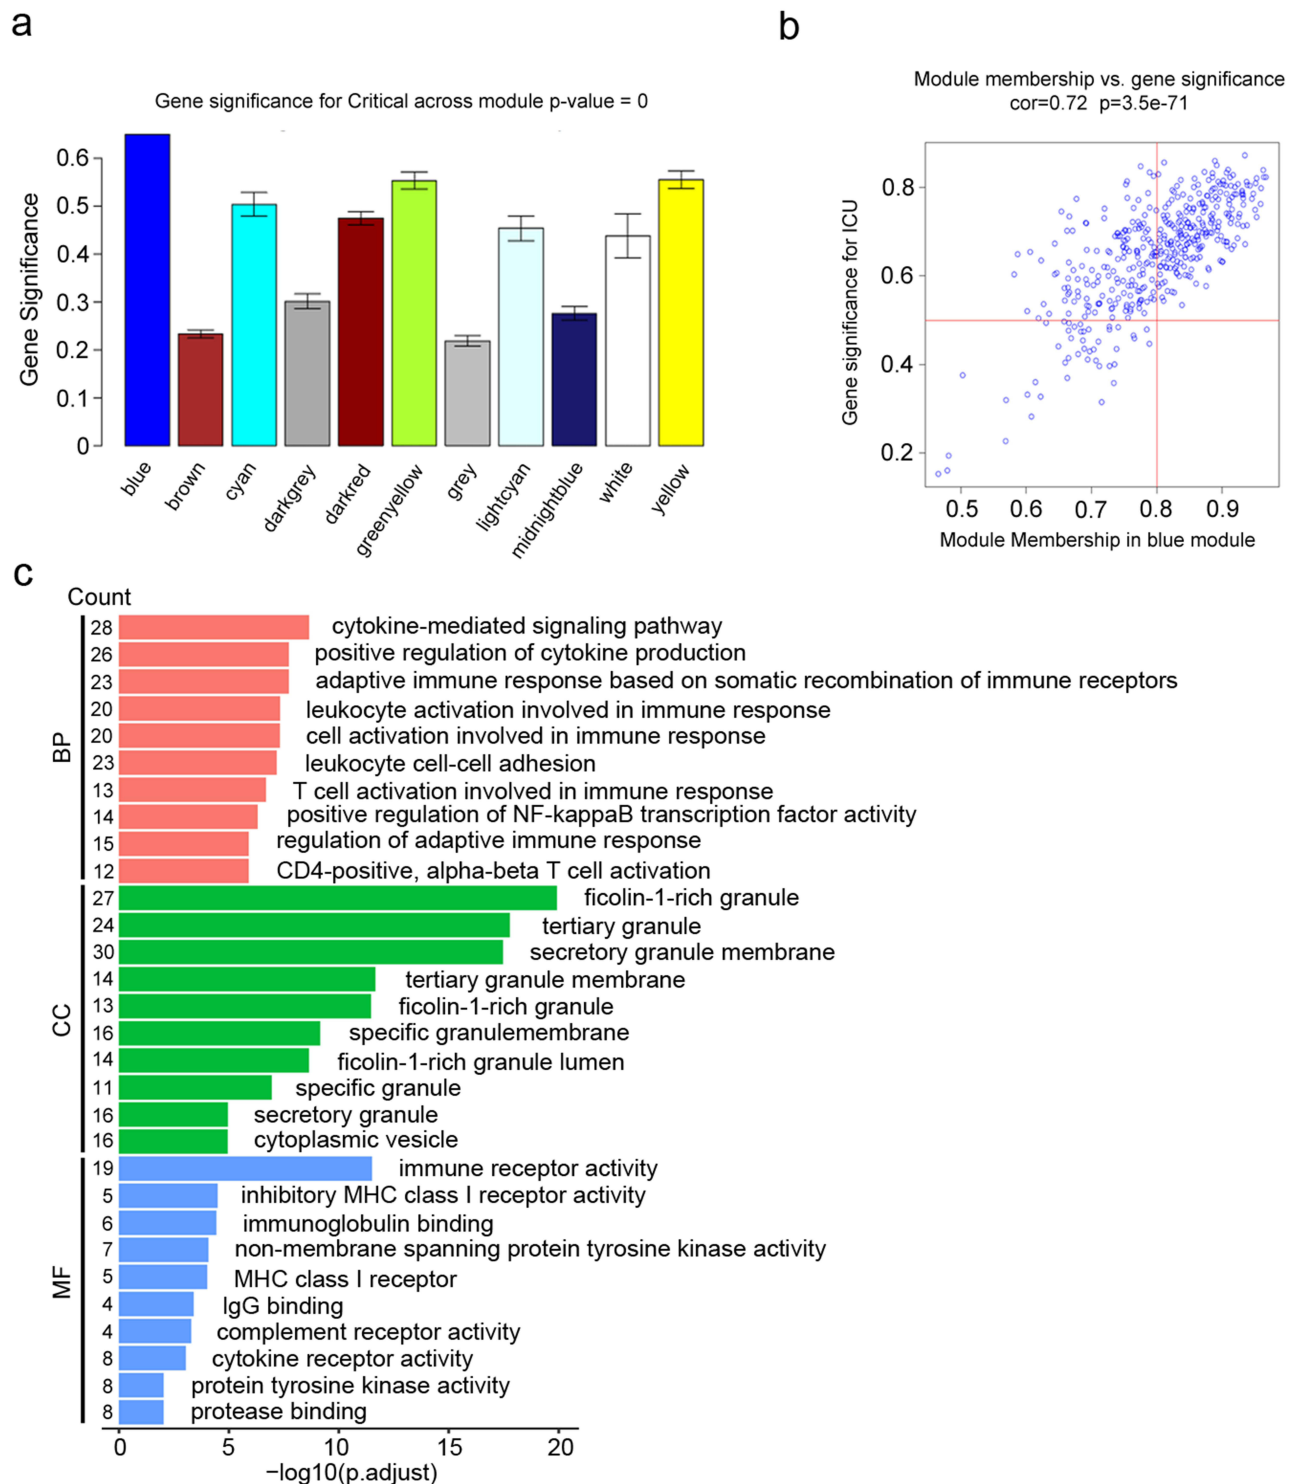 a
Gene significance for Critical across module p-value = 0
Gene Significance
0.6
0.5
0.4
0.3
0.2
0.1
0
blue
brown
cyan
darkgrey
darkred
greenyellow
grey
lightcyan
midnightblue
white
yellow
b
Module membership vs. gene significance
cor=0.72 p=3.5e-71
Gene significance for ICU
0.8
0.6
0.4
0.2
0.5 0.6 0.7 0.8 0.9
Module Membership in blue module
c
Count
BP
28 cytokine-mediated signaling pathway
26 positive regulation of cytokine production
23 adaptive immune response based on somatic recombination of immune receptors
20 leukocyte activation involved in immune response
20 cell activation involved in immune response
23 leukocyte cell-cell adhesion
13 T cell activation involved in immune response
14 positive regulation of NF-kappaB transcription factor activity
15 regulation of adaptive immune response
12 CD4-positive, alpha-beta T cell activation
CC
27 ficolin-1-rich granule
24 tertiary granule
30 secretory granule membrane
14 tertiary granule membrane
13 ficolin-1-rich granule
16 specific granulemembrane
14 ficolin-1-rich granule lumen
11 specific granule
16 secretory granule
16 cytoplasmic vesicle
MF
19 immune receptor activity
5 inhibitory MHC class I receptor activity
6 immunoglobulin binding
7 non-membrane spanning protein tyrosine kinase activity
5 MHC class I receptor
4 IgG binding
4 complement receptor activity
8 cytokine receptor activity
8 protein tyrosine kinase activity
8 protease binding
0 5 10 15 20
−log10(p.adjust)